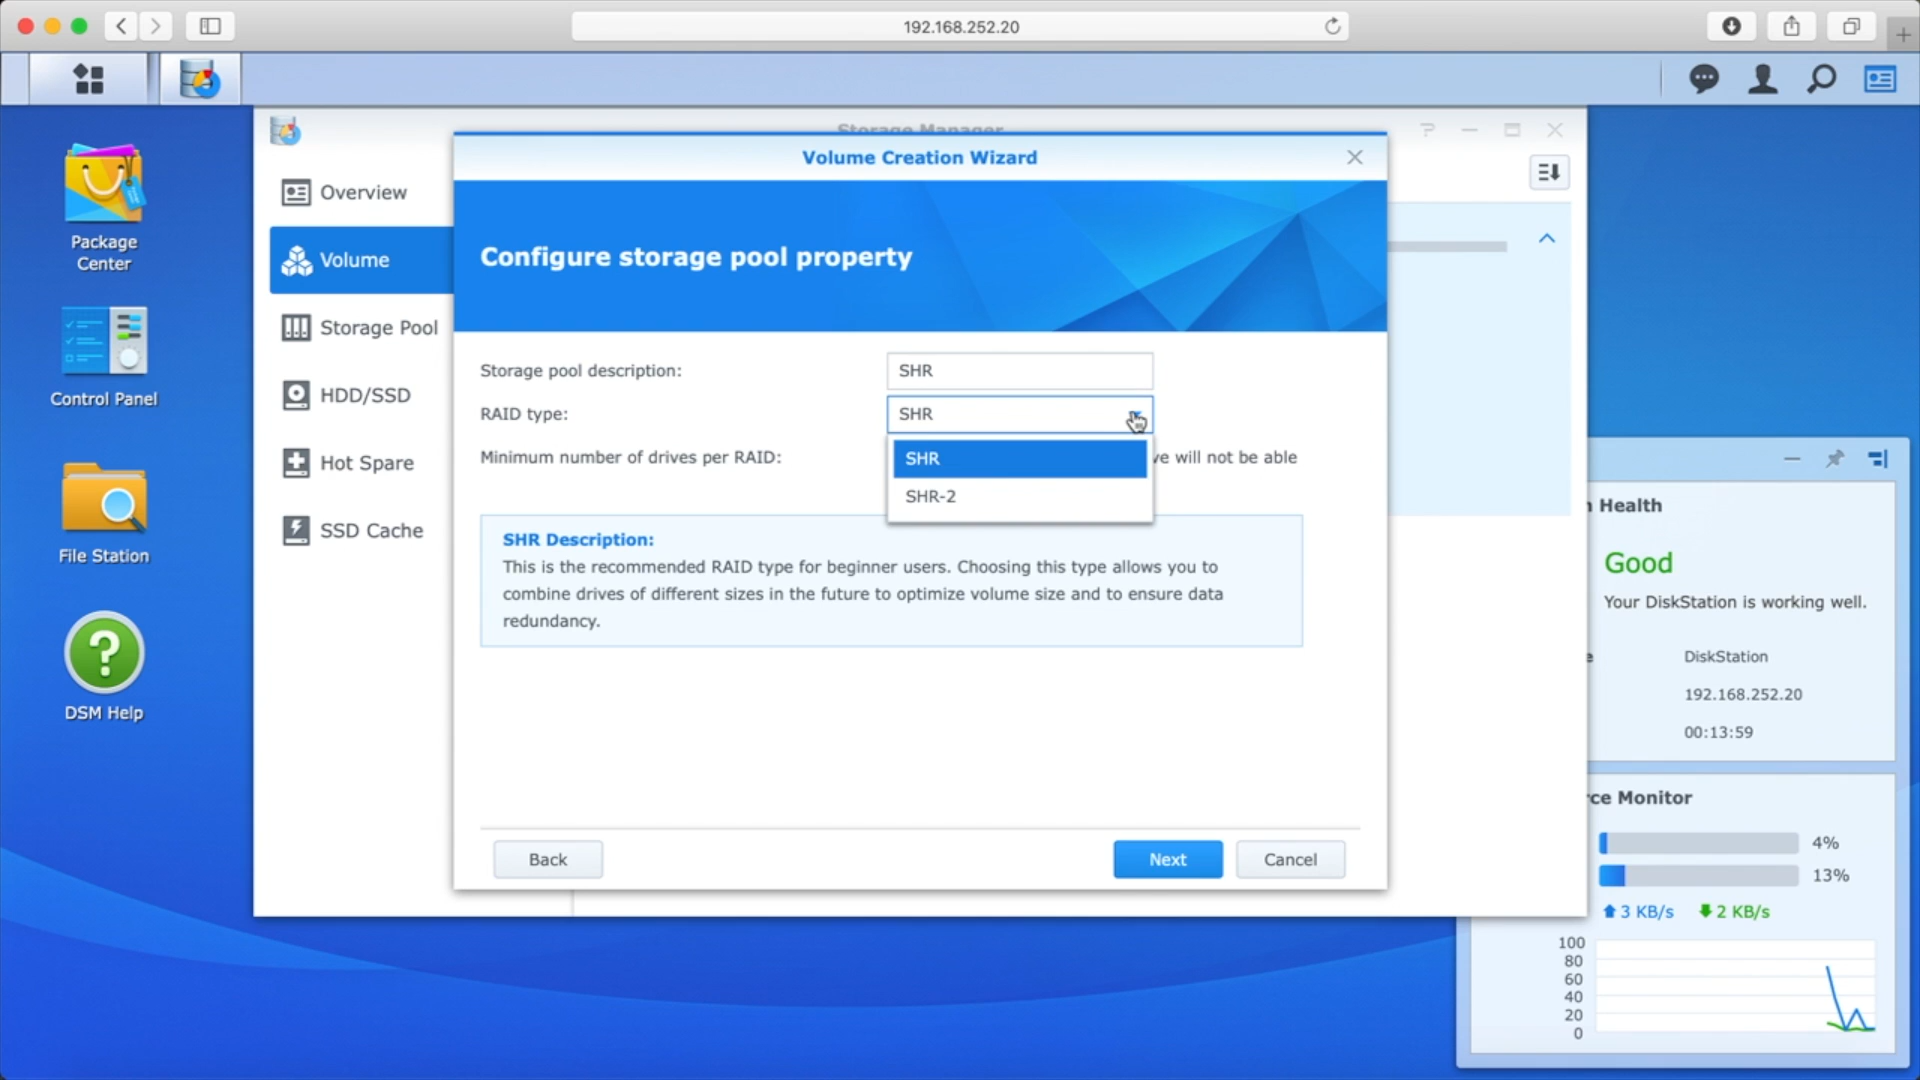 192.168.252.20
Storage Manager
Package
Center
Control Panel
File Station
DSM Help
Overview
Volume
Storage Pool
HDD/SSD
Hot Spare
SSD Cache
Volume Creation Wizard
Configure storage pool property
Storage pool description:
SHR
RAID type:
SHR
SHR
SHR-2
Minimum number of drives per RAID:
will not be able
SHR Description:
This is the recommended RAID type for beginner users. Choosing this type allows you to
combine drives of different sizes in the future to optimize volume size and to ensure data
redundancy.
Back
Next
Cancel
Health
Good
Your DiskStation is working well.
DiskStation
192.168.252.20
00:13:59
Monitor
4%
13%
3 KB/s 2 KB/s
100
80
60
40
20
0